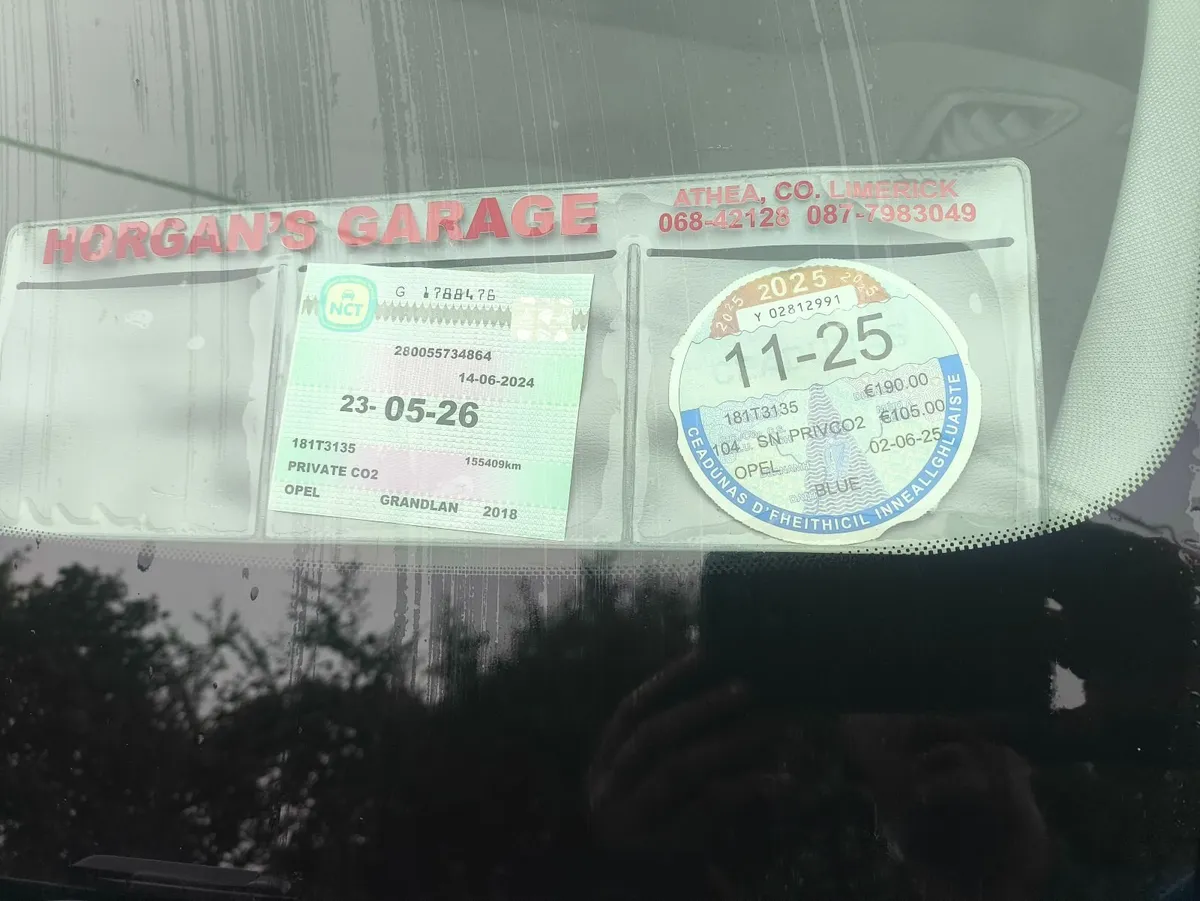 HORGAN'S GARAGE
ATHEA, CO. LIMERICK
068-42128 087-7983049
NCT
G 1788476
280055734864
14-06-2024
23- 05-26
181T3135
155409km
PRIVATE CO2
OPEL GRANDLAN 2018
2025 2025 2025
Y 02812991
11-25
€190.00
181T3135
€105.00
104 SN PRIVCO2
02-06-25
OPEL
BLUE
CEADÚNAS D'FHEITHICIL INNEALLGHLUAISTE